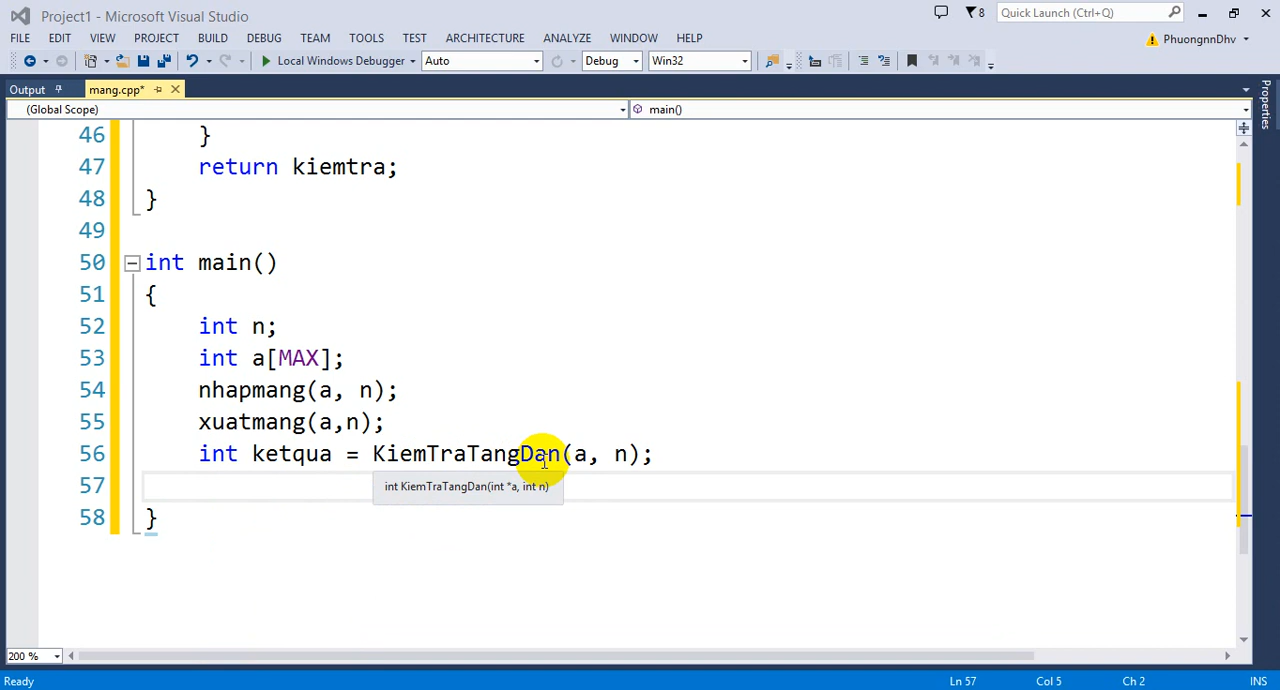 Project1 - Microsoft Visual Studio
8
Quick Launch (Ctrl+Q)
FILE EDIT VIEW PROJECT BUILD DEBUG TEAM TOOLS TEST ARCHITECTURE ANALYZE WINDOW HELP
PhuongnnDhv
Local Windows Debugger Auto Debug Win32
Output mang.cpp*
(Global Scope) main()
Properties
46 }
47 return kiemtra;
48 }
49
50 int main()
51 {
52 int n;
53 int a[MAX];
54 nhapmang(a, n);
55 xuatmang(a,n);
56 int ketqua = KiemTraTangDan(a, n);
57 int KiemTraTangDan(int *a, int n)
58 }
200 %
Ready Ln 57 Col 5 Ch 2 INS